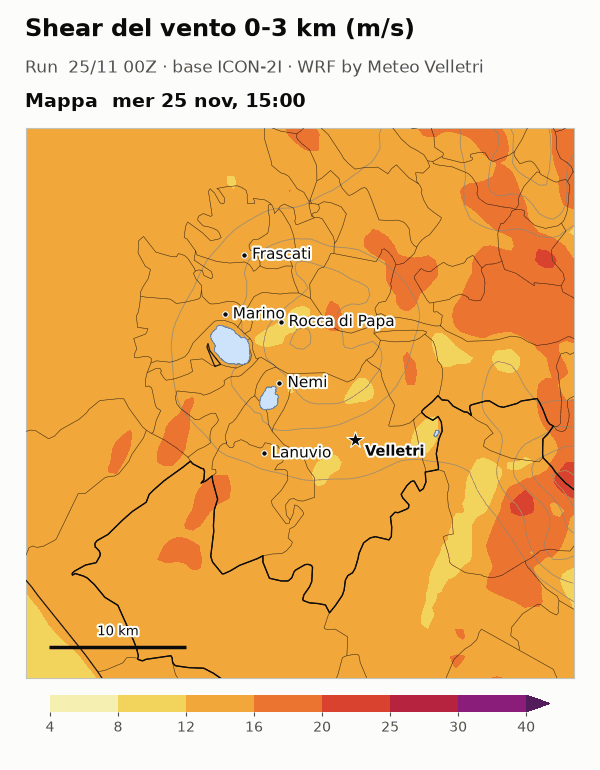 Shear del vento 0-3 km (m/s)
Run  25/11 00Z · base ICON-2I · WRF by Meteo Velletri
Mappa  mer 25 nov, 15:00
Frascati
Marino
Rocca di Papa
Nemi
Velletri
Lanuvio
10 km
4 8 12 16 20 25 30 40